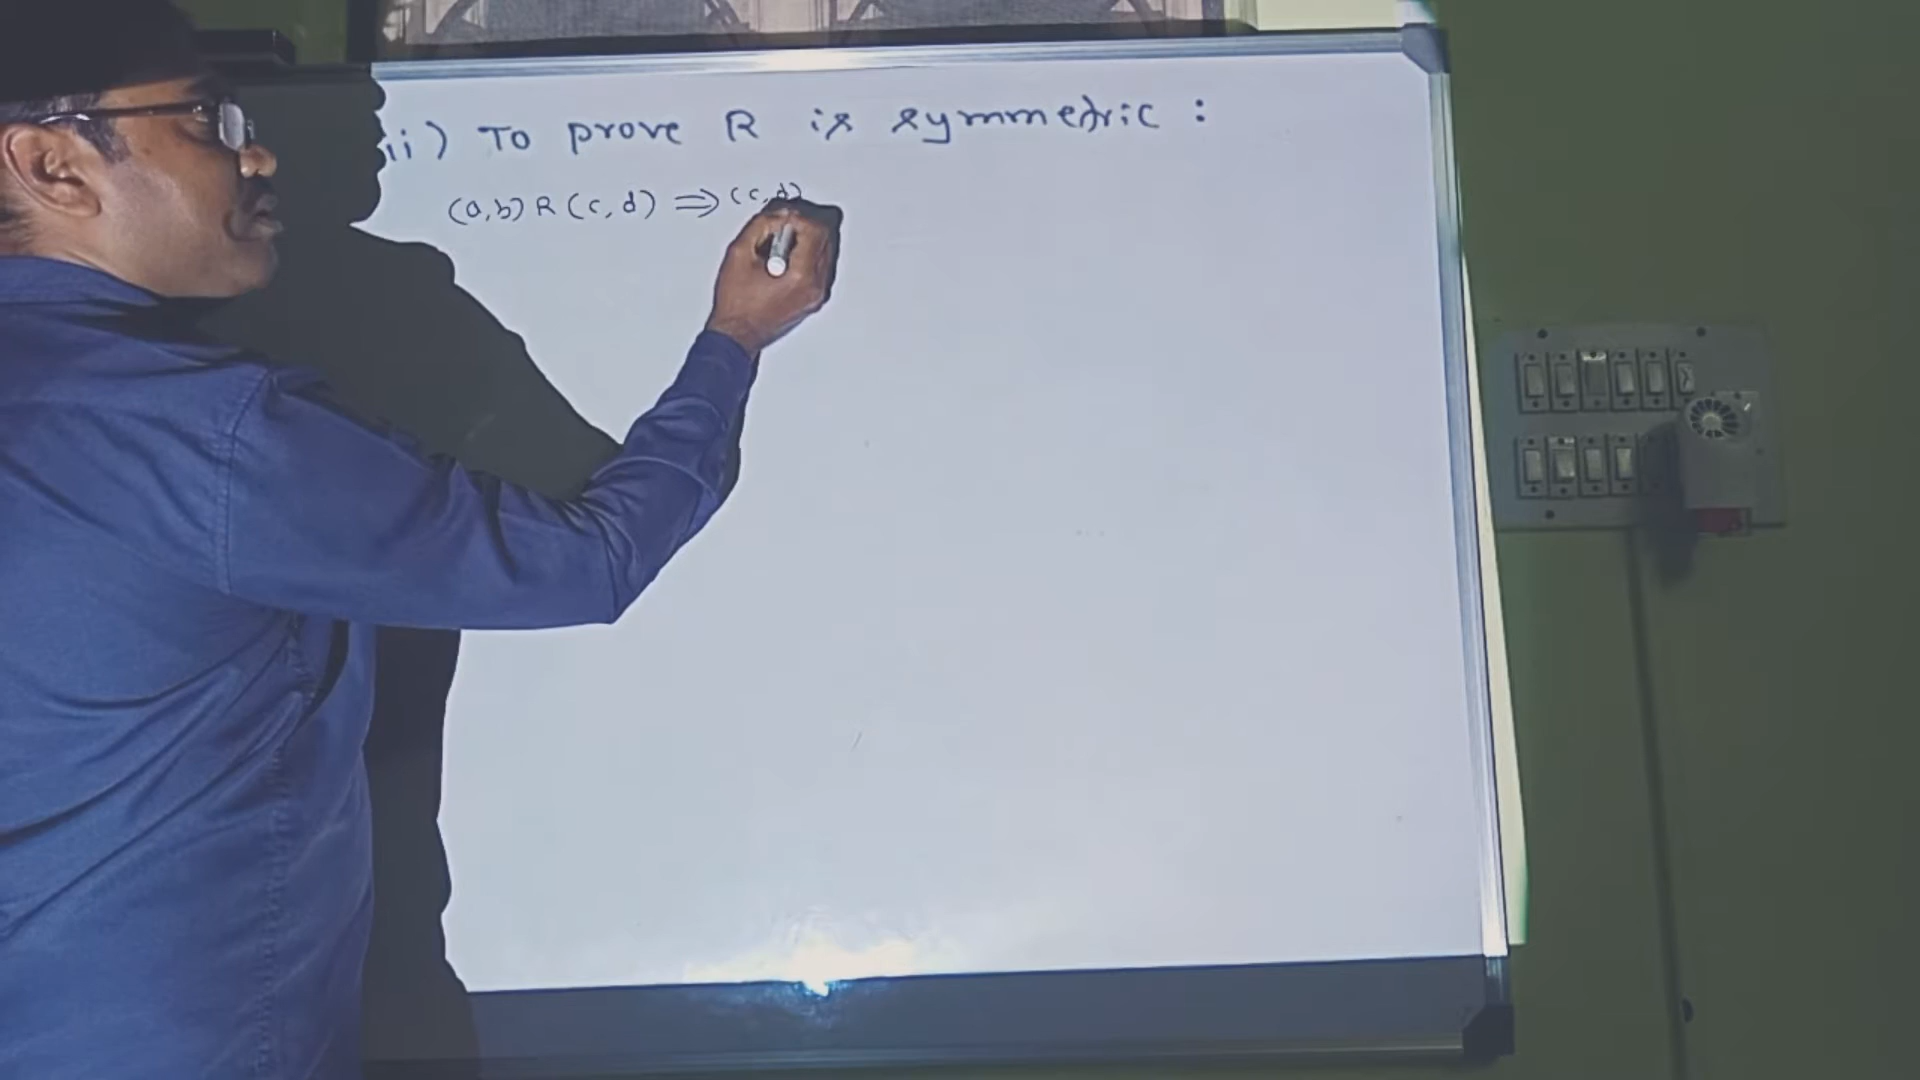 ii) To prove R is symmetric :
(a,b) R (c, d) ⇒ (c,d)